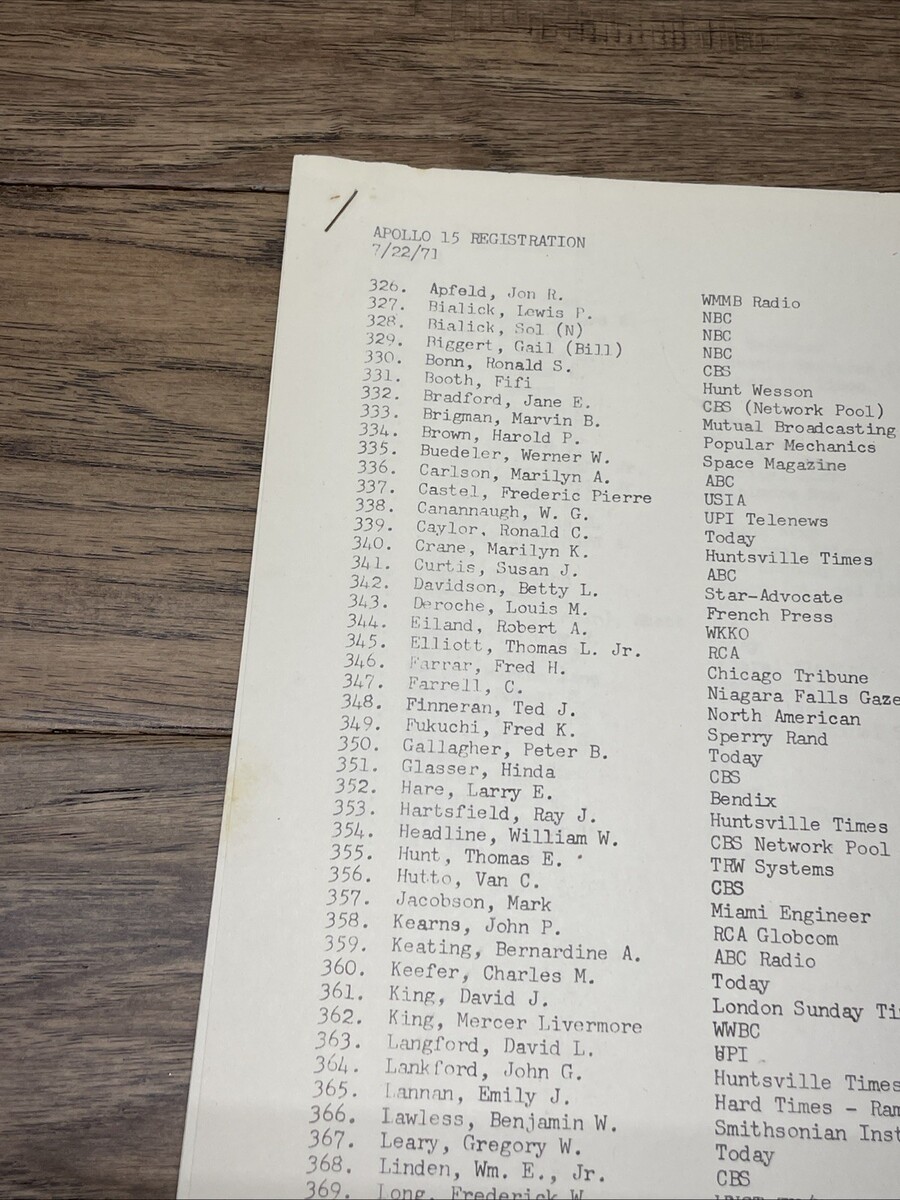 APOLLO 15 REGISTRATION
7/22/71
326. Apfeld, Jon R. WMMB Radio
327. Bialick, Lewis P. NBC
328. Bialick, Sol (N) NBC
329. Biggert, Gail (Bill) NBC
330. Bonn, Ronald S. CBS
331. Booth, Fifi Hunt Wesson
332. Bradford, Jane E. CBS (Network Pool)
333. Brigman, Marvin B. Mutual Broadcasting
334. Brown, Harold P. Popular Mechanics
335. Buedeler, Werner W. Space Magazine
336. Carlson, Marilyn A. ABC
337. Castel, Frederic Pierre USIA
338. Canannaugh, W. G. UPI Telenews
339. Caylor, Ronald C. Today
340. Crane, Marilyn K. Huntsville Times
341. Curtis, Susan J. ABC
342. Davidson, Betty L. Star-Advocate
343. Deroche, Louis M. French Press
344. Eiland, Robert A. WKKO
345. Elliott, Thomas L. Jr. RCA
346. Farrar, Fred H. Chicago Tribune
347. Farrell, C. Niagara Falls Gaze
348. Finneran, Ted J. North American
349. Fukuchi, Fred K. Sperry Rand
350. Gallagher, Peter B. Today
351. Glasser, Hinda CBS
352. Hare, Larry E. Bendix
353. Hartsfield, Ray J. Huntsville Times
354. Headline, William W. CBS Network Pool
355. Hunt, Thomas E. TRW Systems
356. Hutto, Van C. CBS
357. Jacobson, Mark Miami Engineer
358. Kearns, John P. RCA Globcom
359. Keating, Bernardine A. ABC Radio
360. Keefer, Charles M. Today
361. King, David J. London Sunday Ti
362. King, Mercer Livermore WWBC
363. Langford, David L. UPI
364. Lankford, John G. Huntsville Times
365. Lannan, Emily J. Hard Times - Ram
366. Lawless, Benjamin W. Smithsonian Inst
367. Leary, Gregory W. Today
368. Linden, Wm. E., Jr. CBS
369. Long, Frederick W.